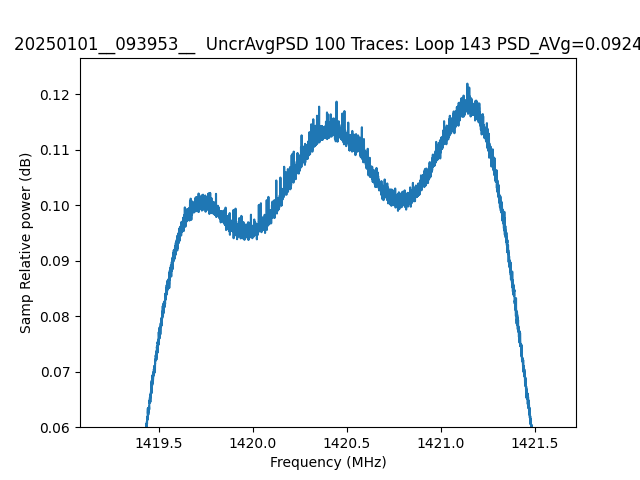 20250101__093953__ UncrAvgPSD 100 Traces: Loop 143 PSD_AVg=0.0924
0.12
0.11
0.10
0.09
0.08
0.07
0.06
Samp Relative power (dB)
1419.5 1420.0 1420.5 1421.0 1421.5
Frequency (MHz)